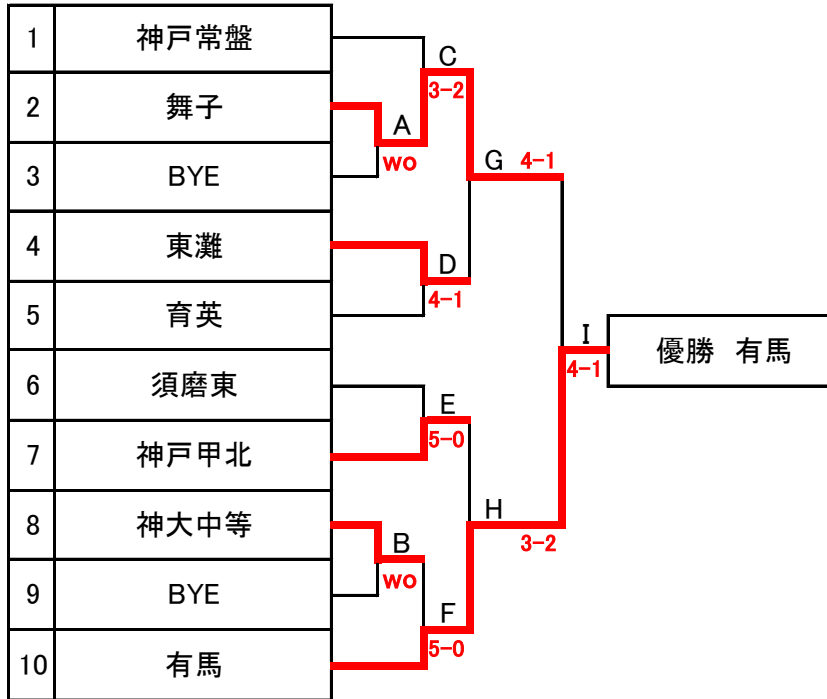 1 神戸常盤
C
3-2
2 舞子
A
wo
G 4-1
3 BYE
4 東灘
D
4-1
5 育英
I
優勝 有馬
4-1
6 須磨東
E
5-0
7 神戸甲北
8 神大中等
H
B
3-2
wo
9 BYE
F
5-0
10 有馬